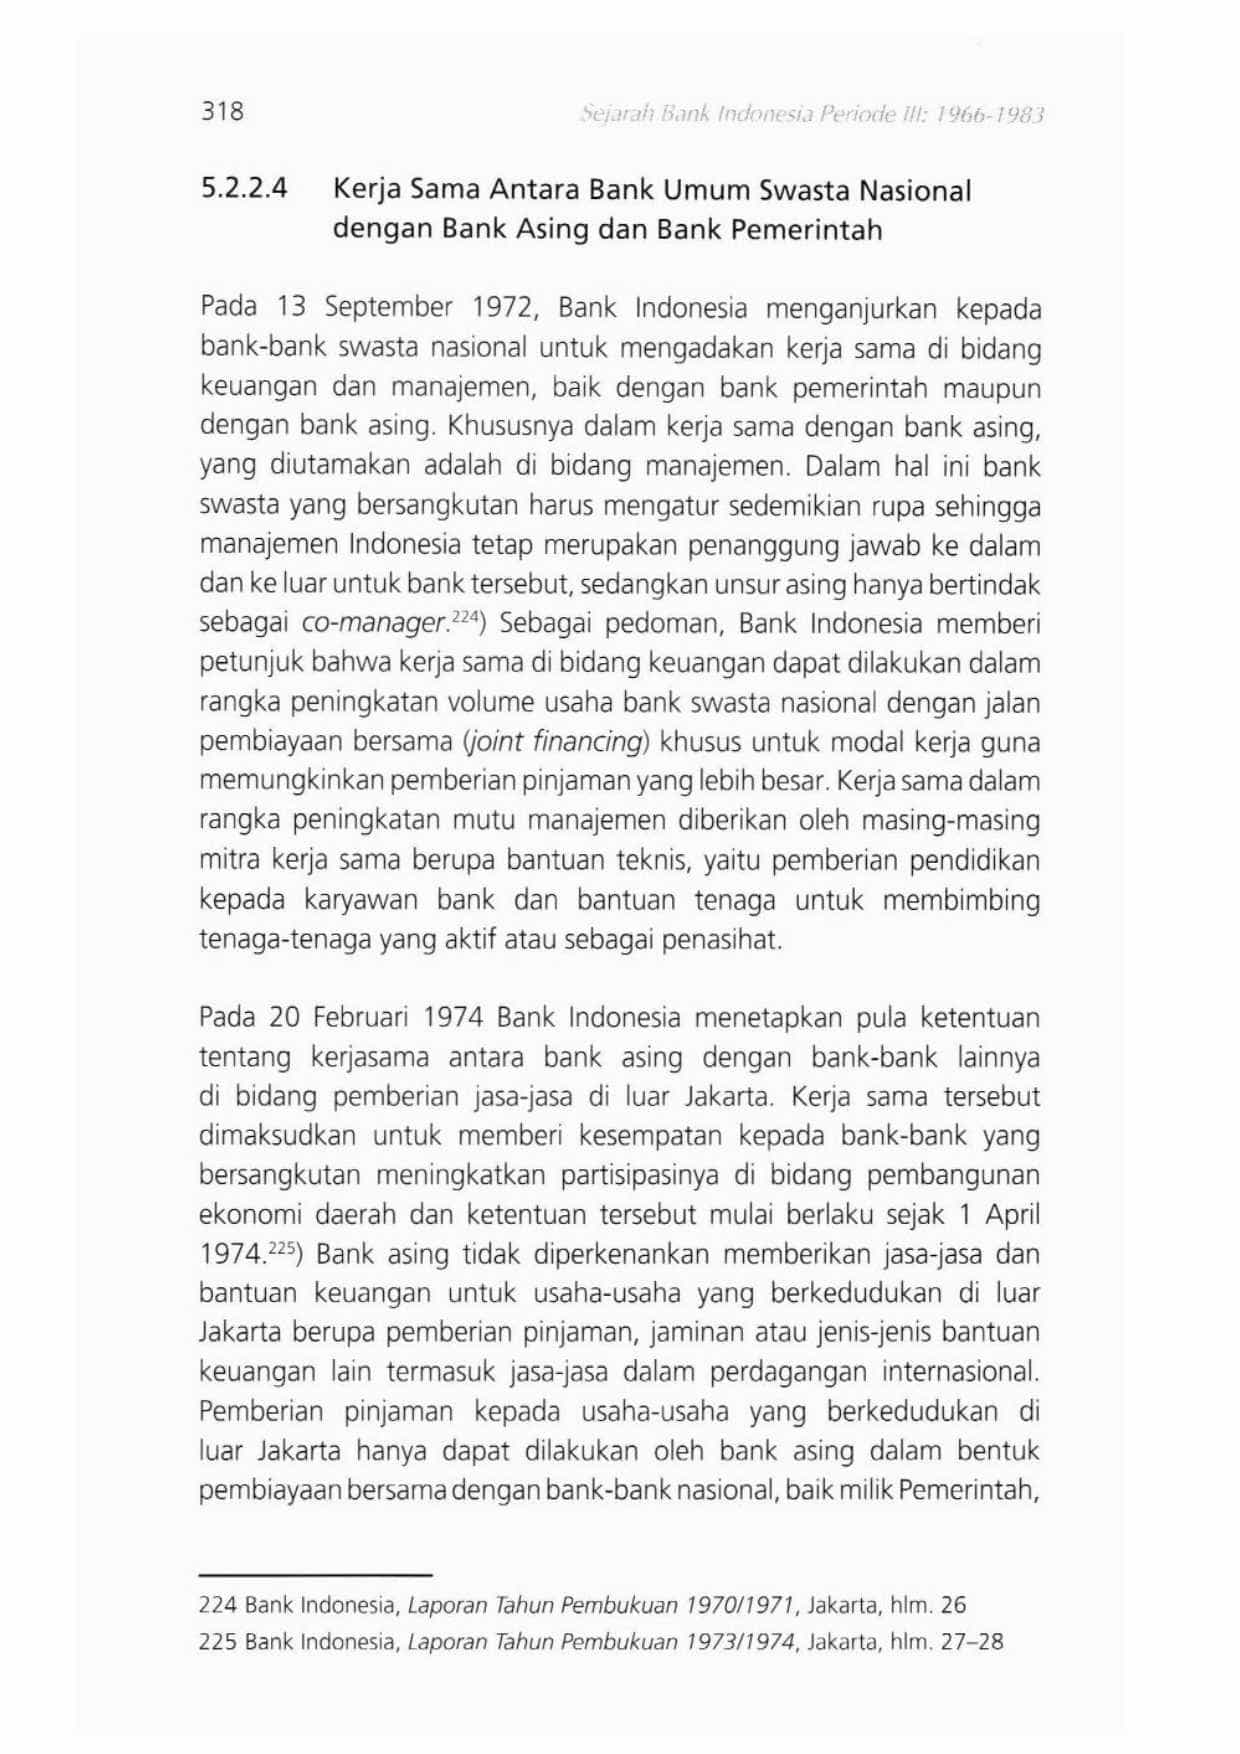 318
Sejarah Bank Indonesia Periode III: 1966-1983
5.2.2.4 Kerja Sama Antara Bank Umum Swasta Nasional
dengan Bank Asing dan Bank Pemerintah
Pada 13 September 1972, Bank Indonesia menganjurkan kepada
bank-bank swasta nasional untuk mengadakan kerja sama di bidang
keuangan dan manajemen, baik dengan bank pemerintah maupun
dengan bank asing. Khususnya dalam kerja sama dengan bank asing,
yang diutamakan adalah di bidang manajemen. Dalam hal ini bank
swasta yang bersangkutan harus mengatur sedemikian rupa sehingga
manajemen Indonesia tetap merupakan penanggung jawab ke dalam
dan ke luar untuk bank tersebut, sedangkan unsur asing hanya bertindak
sebagai co-manager.²²⁴) Sebagai pedoman, Bank Indonesia memberi
petunjuk bahwa kerja sama di bidang keuangan dapat dilakukan dalam
rangka peningkatan volume usaha bank swasta nasional dengan jalan
pembiayaan bersama (joint financing) khusus untuk modal kerja guna
memungkinkan pemberian pinjaman yang lebih besar. Kerja sama dalam
rangka peningkatan mutu manajemen diberikan oleh masing-masing
mitra kerja sama berupa bantuan teknis, yaitu pemberian pendidikan
kepada karyawan bank dan bantuan tenaga untuk membimbing
tenaga-tenaga yang aktif atau sebagai penasihat.
Pada 20 Februari 1974 Bank Indonesia menetapkan pula ketentuan
tentang kerjasama antara bank asing dengan bank-bank lainnya
di bidang pemberian jasa-jasa di luar Jakarta. Kerja sama tersebut
dimaksudkan untuk memberi kesempatan kepada bank-bank yang
bersangkutan meningkatkan partisipasinya di bidang pembangunan
ekonomi daerah dan ketentuan tersebut mulai berlaku sejak 1 April
1974.²²⁵) Bank asing tidak diperkenankan memberikan jasa-jasa dan
bantuan keuangan untuk usaha-usaha yang berkedudukan di luar
Jakarta berupa pemberian pinjaman, jaminan atau jenis-jenis bantuan
keuangan lain termasuk jasa-jasa dalam perdagangan internasional.
Pemberian pinjaman kepada usaha-usaha yang berkedudukan di
luar Jakarta hanya dapat dilakukan oleh bank asing dalam bentuk
pembiayaan bersama dengan bank-bank nasional, baik milik Pemerintah,
224 Bank Indonesia, Laporan Tahun Pembukuan 1970/1971, Jakarta, hlm. 26
225 Bank Indonesia, Laporan Tahun Pembukuan 1973/1974, Jakarta, hlm. 27–28